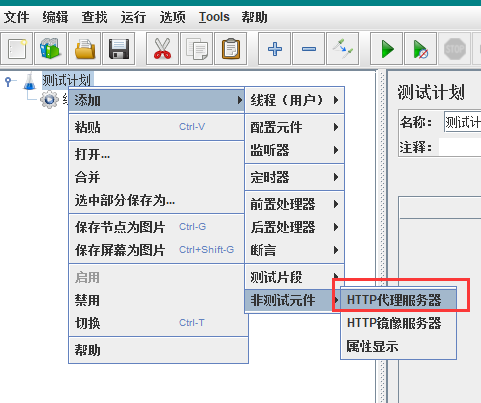 文件 编辑 查找 运行 选项 Tools 帮助
测试计划
添加
粘贴 Ctrl-V
打开...
合并
选中部分保存为...
保存节点为图片 Ctrl-G
保存屏幕为图片 Ctrl+Shift-G
启用
禁用
切换 Ctrl-T
帮助
线程（用户）
配置元件
监听器
定时器
前置处理器
后置处理器
断言
测试片段
非测试元件
HTTP代理服务器
HTTP镜像服务器
属性显示
测试计划
名称： 测试计
注释：